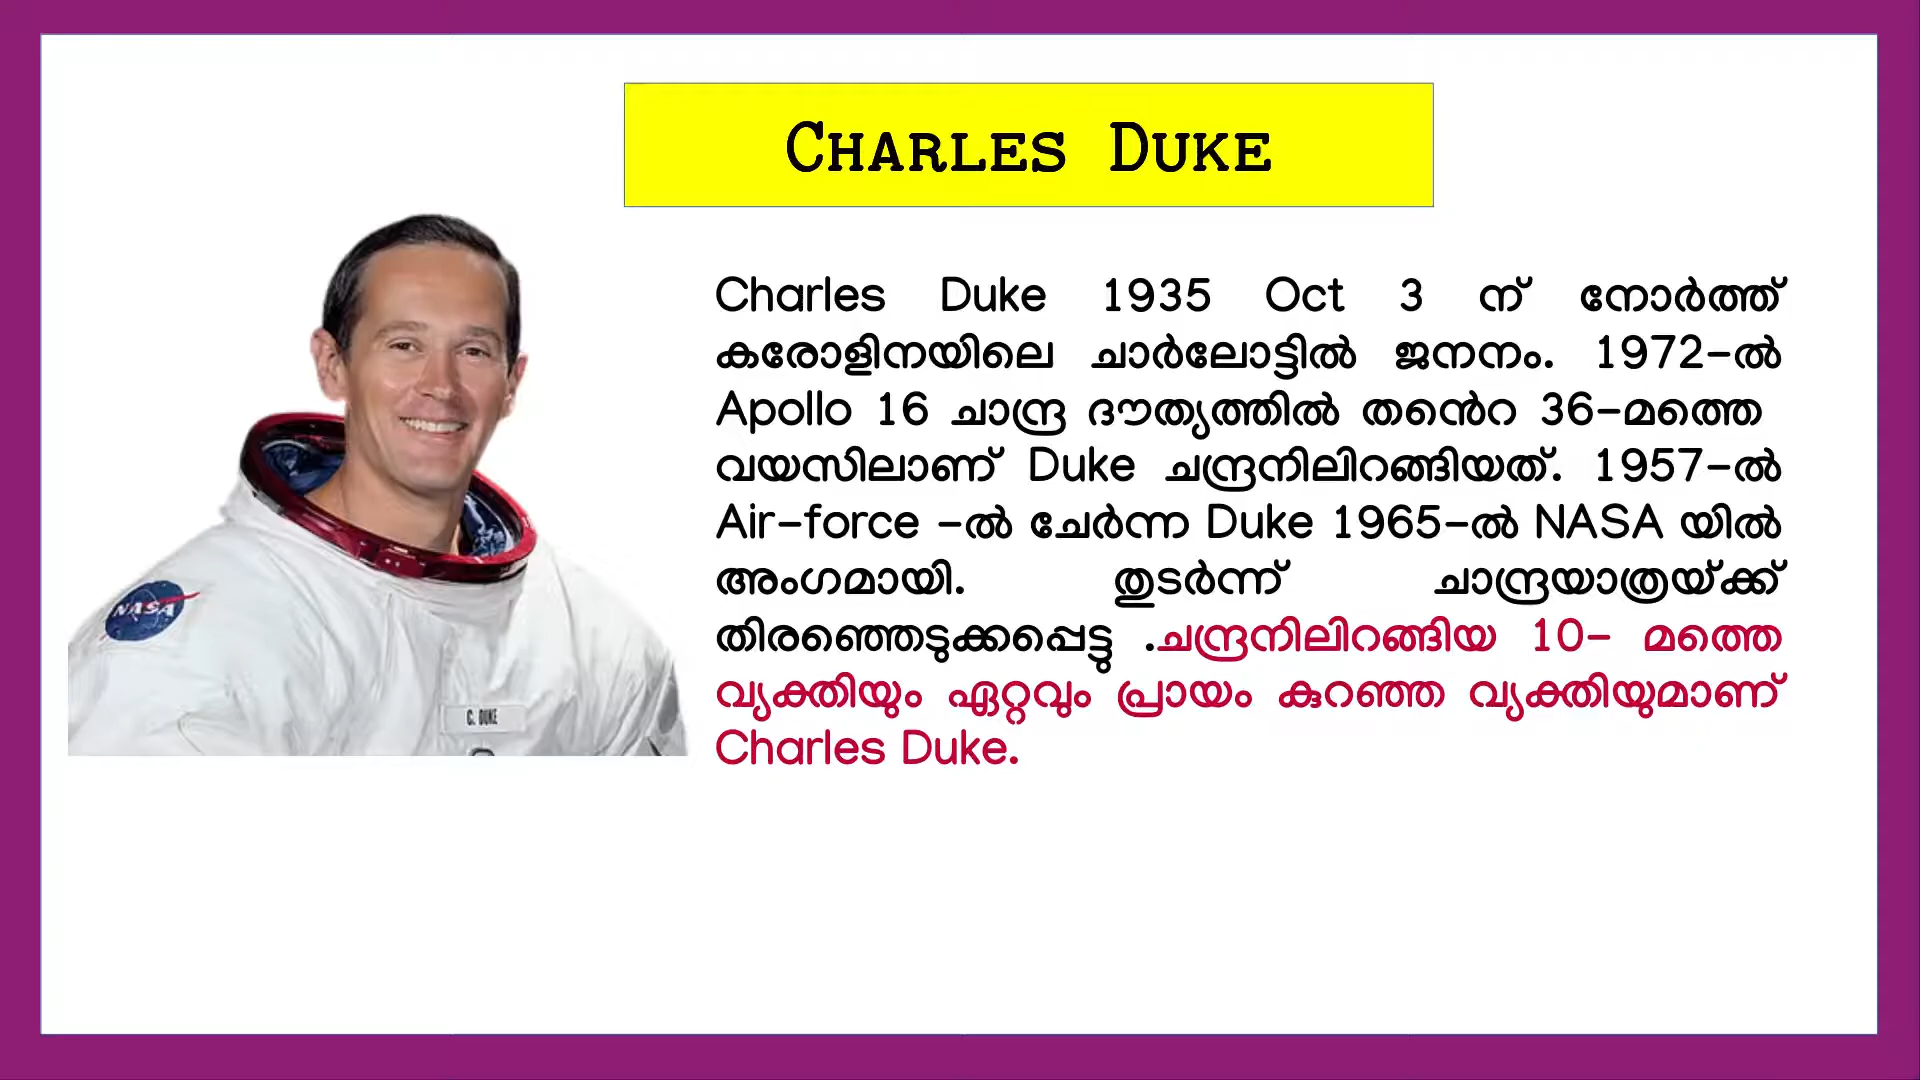 Charles Duke
Charles Duke 1935 Oct 3 ന് നോർത്ത്
കരോളിനയിലെ ചാർലോട്ടിൽ ജനനം. 1972-ൽ
Apollo 16 ചാന്ദ്ര ദൗത്യത്തിൽ തൻെറ 36-മത്തെ
വയസിലാണ് Duke ചന്ദ്രനിലിറങ്ങിയത്. 1957-ൽ
Air-force -ൽ ചേർന്ന Duke 1965-ൽ NASA യിൽ
അംഗമായി. തുടർന്ന് ചാന്ദ്രയാത്രയ്ക്ക്
തിരഞ്ഞെടുക്കപ്പെട്ടു .ചന്ദ്രനിലിറങ്ങിയ 10- മത്തെ
വ്യക്തിയും ഏറ്റവും പ്രായം കുറഞ്ഞ വ്യക്തിയുമാണ്
Charles Duke.
NASA
C. DUKE